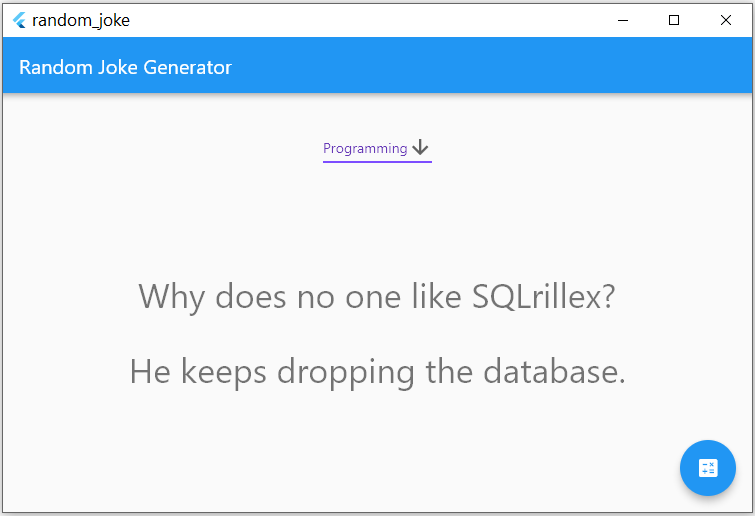 random_joke
Random Joke Generator
Programming
Why does no one like SQLrillex?
He keeps dropping the database.